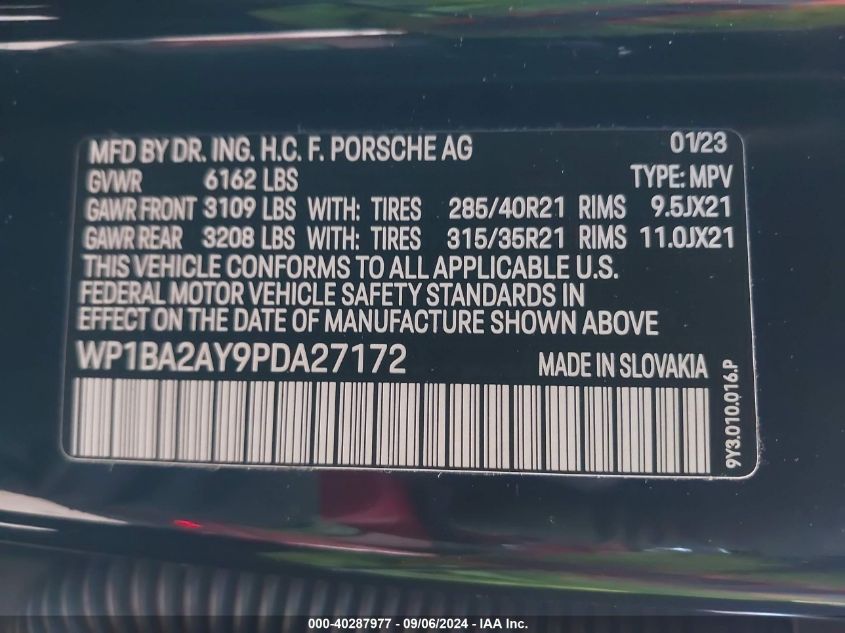 MFD BY DR. ING. H.C. F. PORSCHE AG 01/23
GVWR 6162 LBS TYPE: MPV
GAWR FRONT 3109 LBS WITH: TIRES 285/40R21 RIMS 9.5JX21
GAWR REAR 3208 LBS WITH: TIRES 315/35R21 RIMS 11.0JX21
THIS VEHICLE CONFORMS TO ALL APPLICABLE U.S.
FEDERAL MOTOR VEHICLE SAFETY STANDARDS IN
EFFECT ON THE DATE OF MANUFACTURE SHOWN ABOVE
WP1BA2AY9PDA27172 MADE IN SLOVAKIA
9Y3.010.016.P
000-40287977 - 09/06/2024 - IAA Inc.